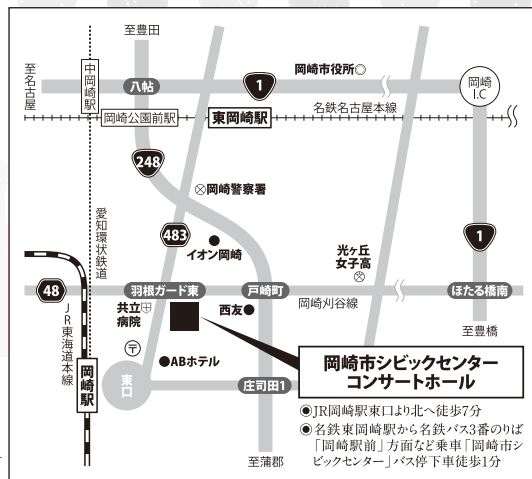 至豊田
至名古屋
中岡崎駅
八帖
1
岡崎市役所◎
岡崎
I.C
岡崎公園前駅
東岡崎駅
名鉄名古屋本線
248
岡崎警察署
愛知環状鉄道
483
イオン岡崎
光ヶ丘
女子高
1
48
羽根ガード東
戸崎町
岡崎刈谷線
ほたる橋南
JR東海道本線
共立
病院
西友
至豊橋
〒
ABホテル
岡崎駅
東口
庄司田1
至蒲郡
岡崎市シビックセンター
コンサートホール
◉JR岡崎駅東口より北へ徒歩7分
◉名鉄東岡崎駅から名鉄バス3番のりば
「岡崎駅前」方面など乗車「岡崎市シ
ビックセンター」バス停下車徒歩1分